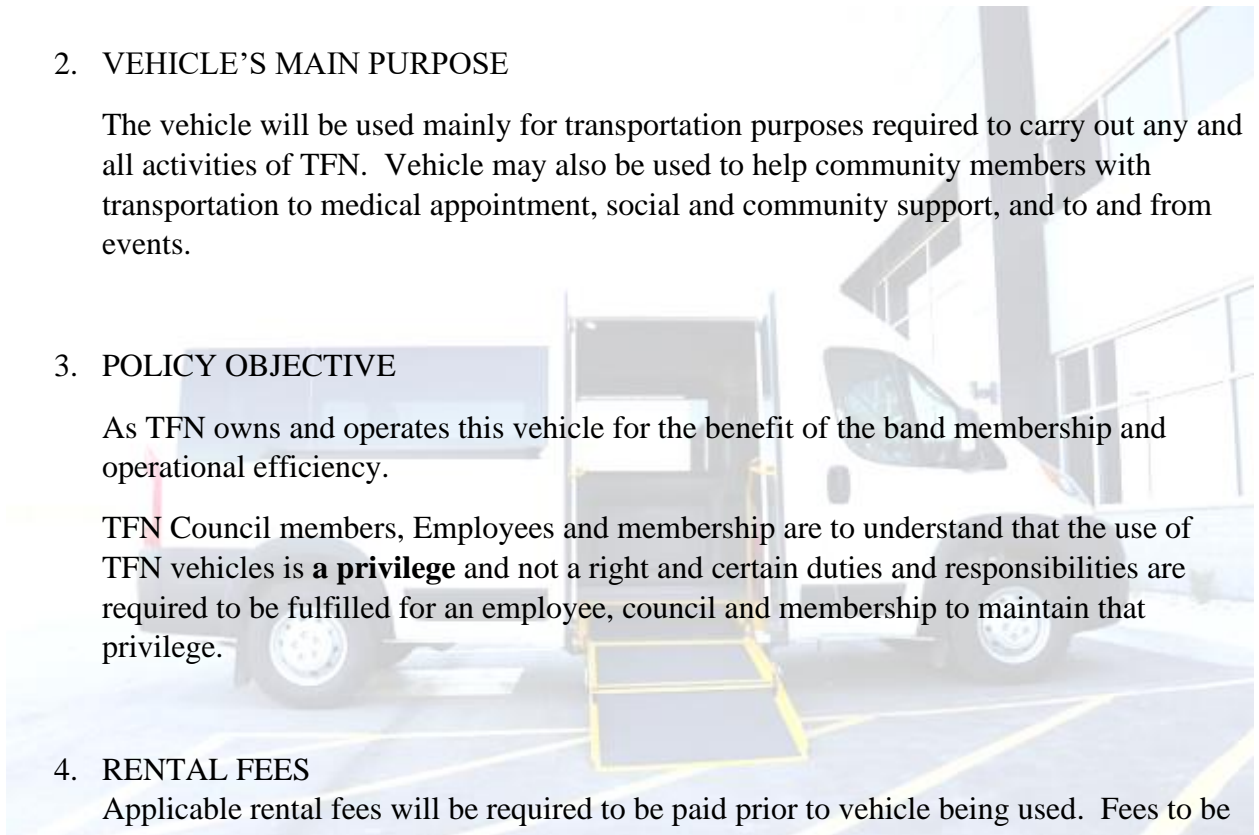 2. VEHICLE’S MAIN PURPOSE
The vehicle will be used mainly for transportation purposes required to carry out any and
all activities of TFN.  Vehicle may also be used to help community members with
transportation to medical appointment, social and community support, and to and from
events.
3. POLICY OBJECTIVE
As TFN owns and operates this vehicle for the benefit of the band membership and
operational efficiency.
TFN Council members, Employees and membership are to understand that the use of
TFN vehicles is a privilege and not a right and certain duties and responsibilities are
required to be fulfilled for an employee, council and membership to maintain that
privilege.
4. RENTAL FEES
Applicable rental fees will be required to be paid prior to vehicle being used.  Fees to be